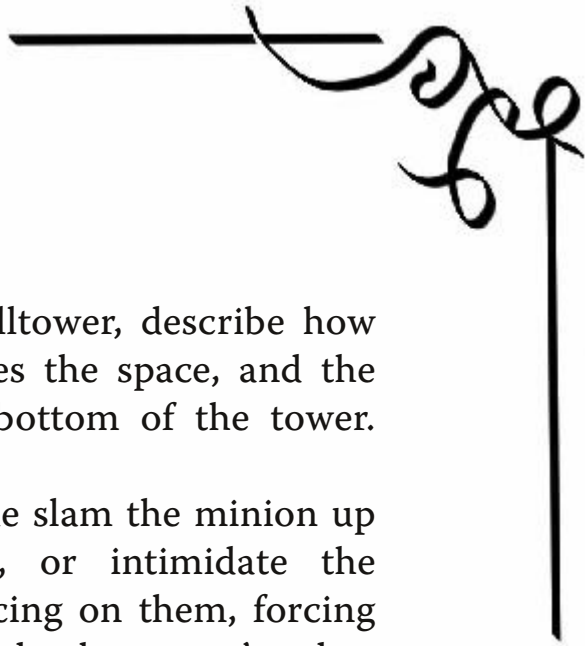 lltower, describe how
es the space, and the
bottom of the tower.
e slam the minion up
, or intimidate the
cing on them, forcing